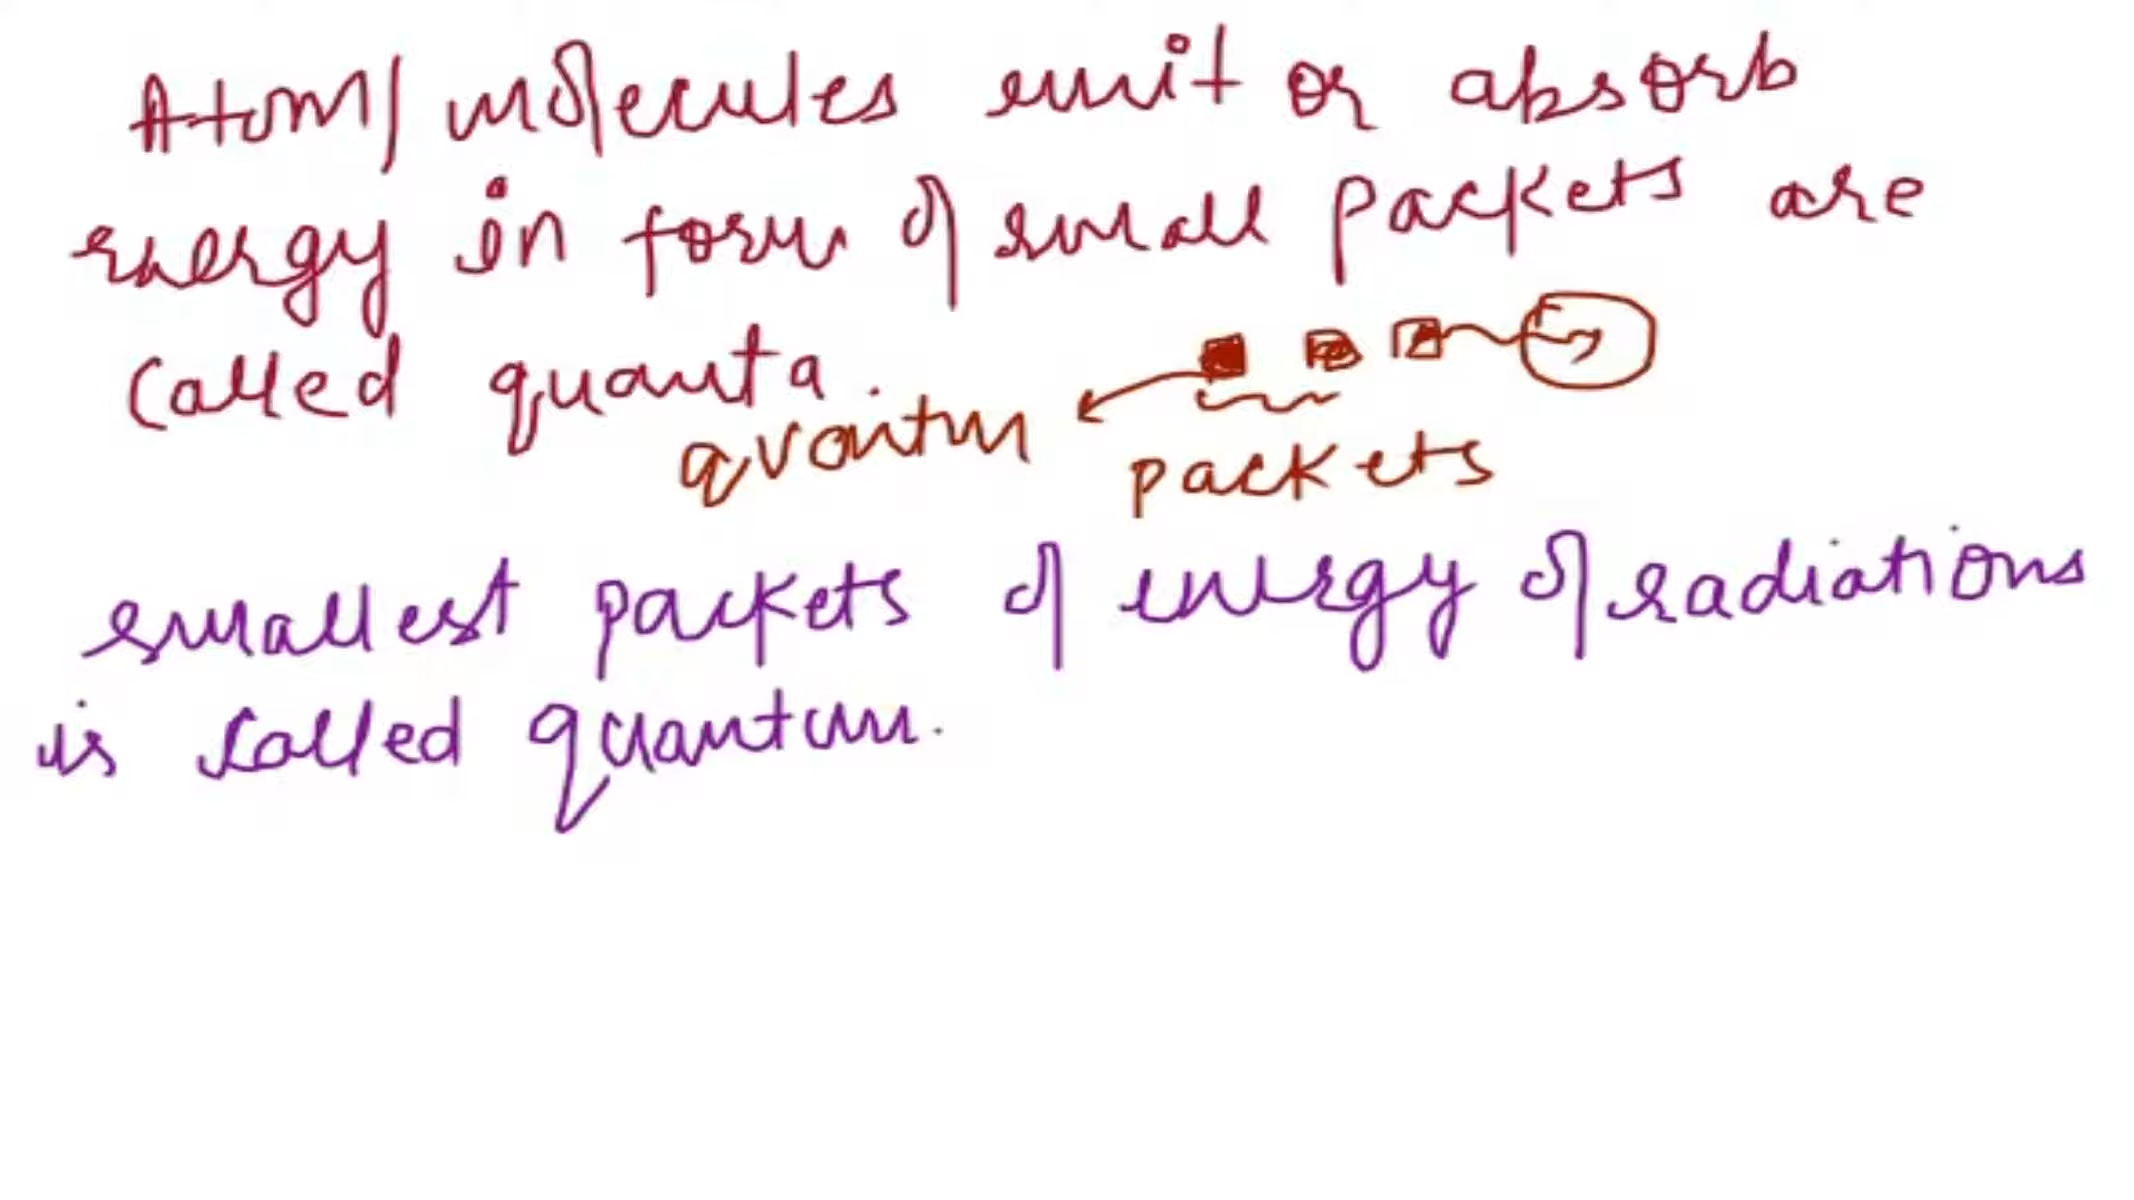 Atom/molecules emit or absorb
energy in form of small packets are
called quanta.
quantum
packets
smallest packets of energy of radiations
is called quantum.